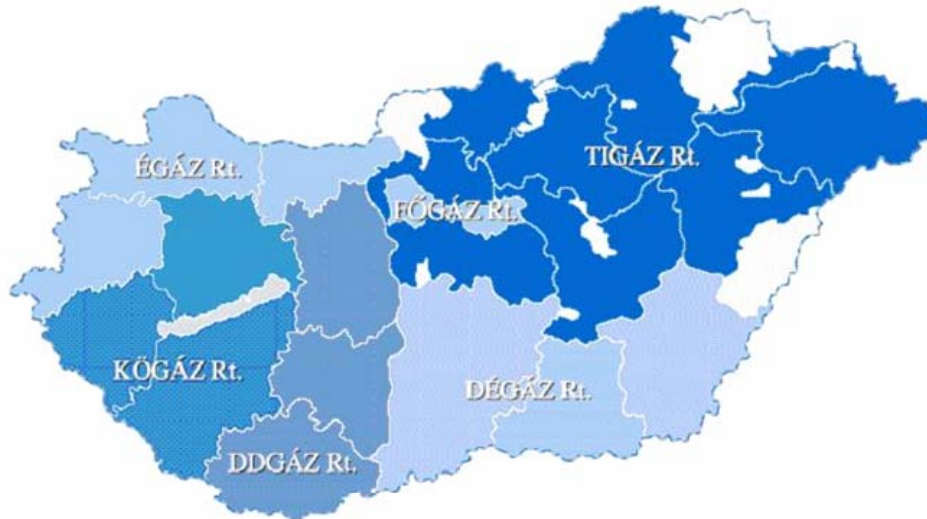 ÉGÁZ Rt.
TIGÁZ Rt.
FŐGÁZ Rt.
KÖGÁZ Rt.
DÉGÁZ Rt.
DDGÁZ Rt.